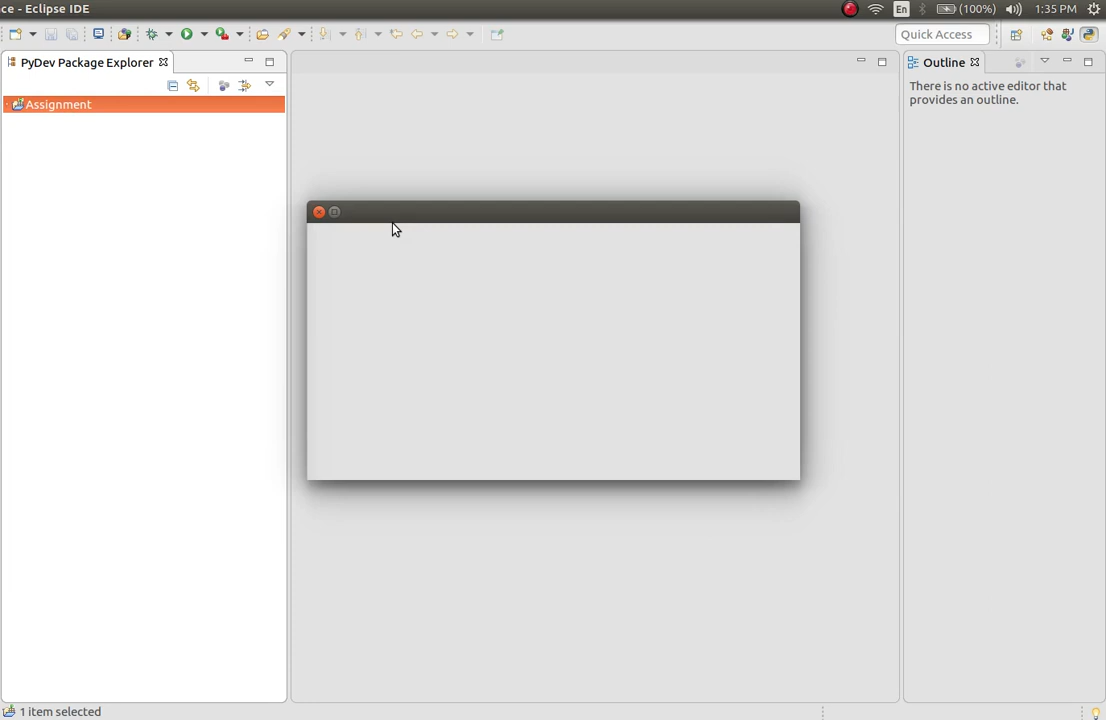 ce - Eclipse IDE
En
(100%)
1:35 PM
Quick Access
PyDev Package Explorer
Outline
Assignment
There is no active editor that
provides an outline.
1 item selected